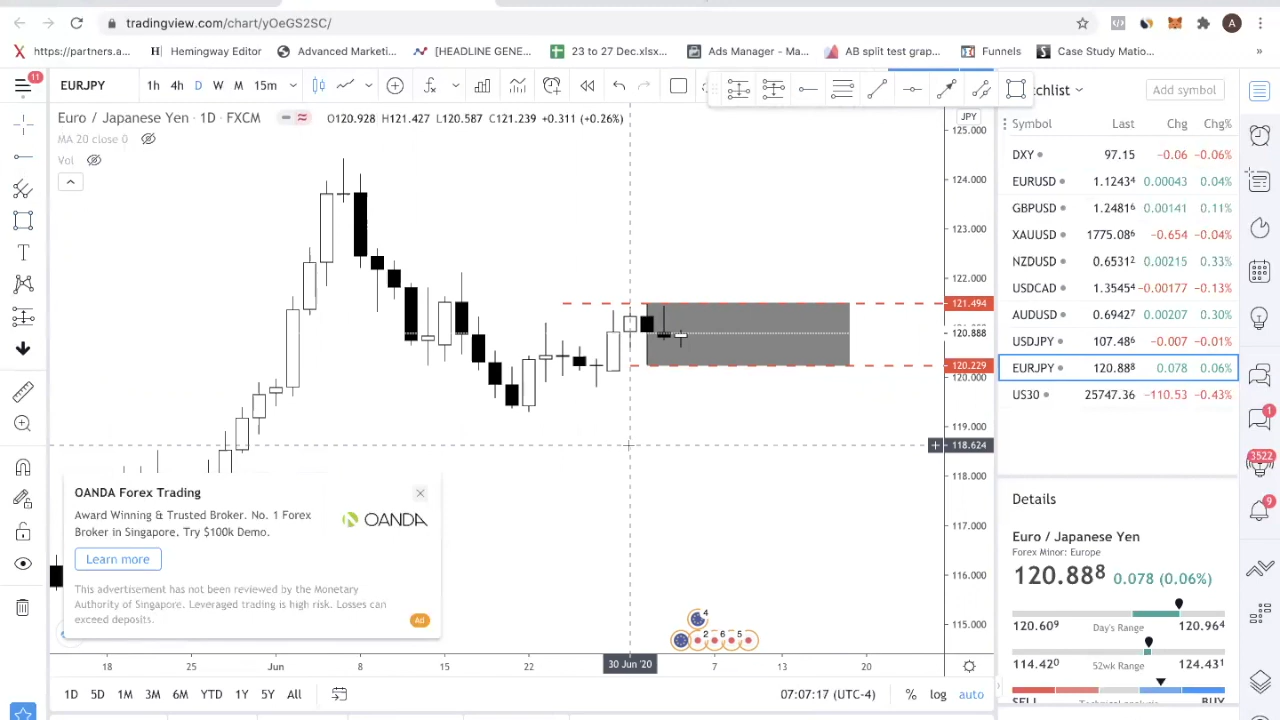 tradingview.com/chart/yOeGS2SC/
A
https://partners.a...
H Hemingway Editor
Advanced Marketi...
[HEADLINE GENE...
23 to 27 Dec.xlsx...
Ads Manager - Ma...
AB split test grap...
Funnels
Case Study Matio...
»
11
EURJPY
1h 4h D W M 15m
Watchlist
Add symbol
Euro / Japanese Yen · 1D · FXCM
O120.928 H121.427 L120.587 C121.239 +0.311 (+0.26%)
MA 20 close 0
Vol
JPY
125.000
124.000
123.000
122.000
121.494
120.888
120.229
120.000
119.000
118.624
118.000
117.000
116.000
115.000
Symbol Last Chg Chg%
DXY 97.15 −0.06 −0.06%
EURUSD 1.12434 0.00043 0.04%
GBPUSD 1.24816 0.00141 0.11%
XAUUSD 1775.086 −0.654 −0.04%
NZDUSD 0.65312 0.00215 0.33%
USDCAD 1.35454 −0.00177 −0.13%
AUDUSD 0.69427 0.00207 0.30%
USDJPY 107.486 −0.007 −0.01%
EURJPY 120.888 0.078 0.06%
US30 25747.36 −110.53 −0.43%
1
3522
9
OANDA Forex Trading
Award Winning & Trusted Broker. No. 1 Forex
Broker in Singapore. Try $100k Demo.
OANDA
Learn more
This advertisement has not been reviewed by the Monetary
Authority of Singapore. Leveraged trading is high risk. Losses can
exceed deposits.
Ad
4
2 6 5
18 25 Jun 8 15 22 30 Jun '20 7 13 20
1D 5D 1M 3M 6M YTD 1Y 5Y All
07:07:17 (UTC-4)
% log auto
Details
Euro / Japanese Yen
Forex Minor: Europe
120.888 0.078 (0.06%)
120.609 Day's Range 120.964
114.420 52wk Range 124.431
SELL Technical analysis BUY